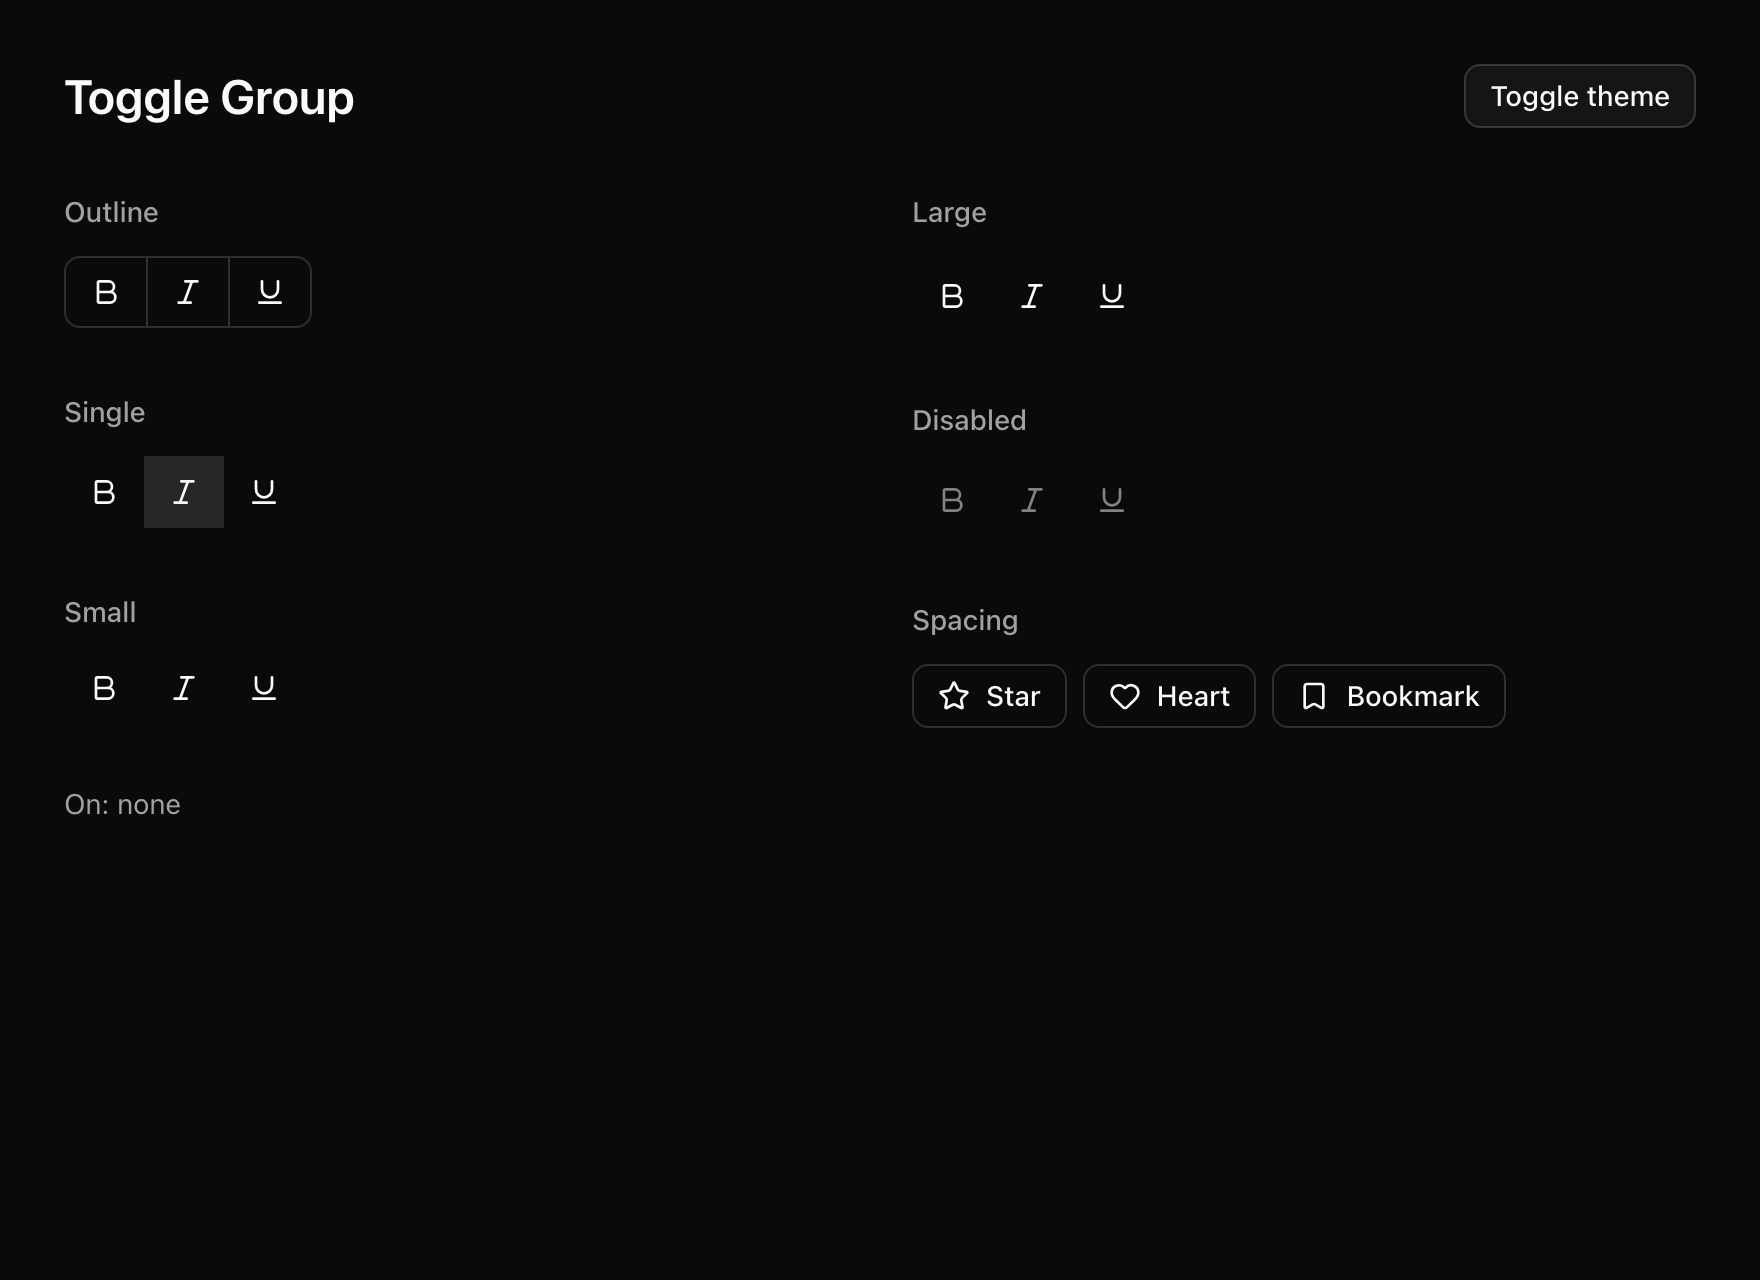 Toggle Group
Toggle theme
Outline
B I U
Single
B I U
Small
B I U
On: none
Large
B I U
Disabled
B I U
Spacing
Star
Heart
Bookmark